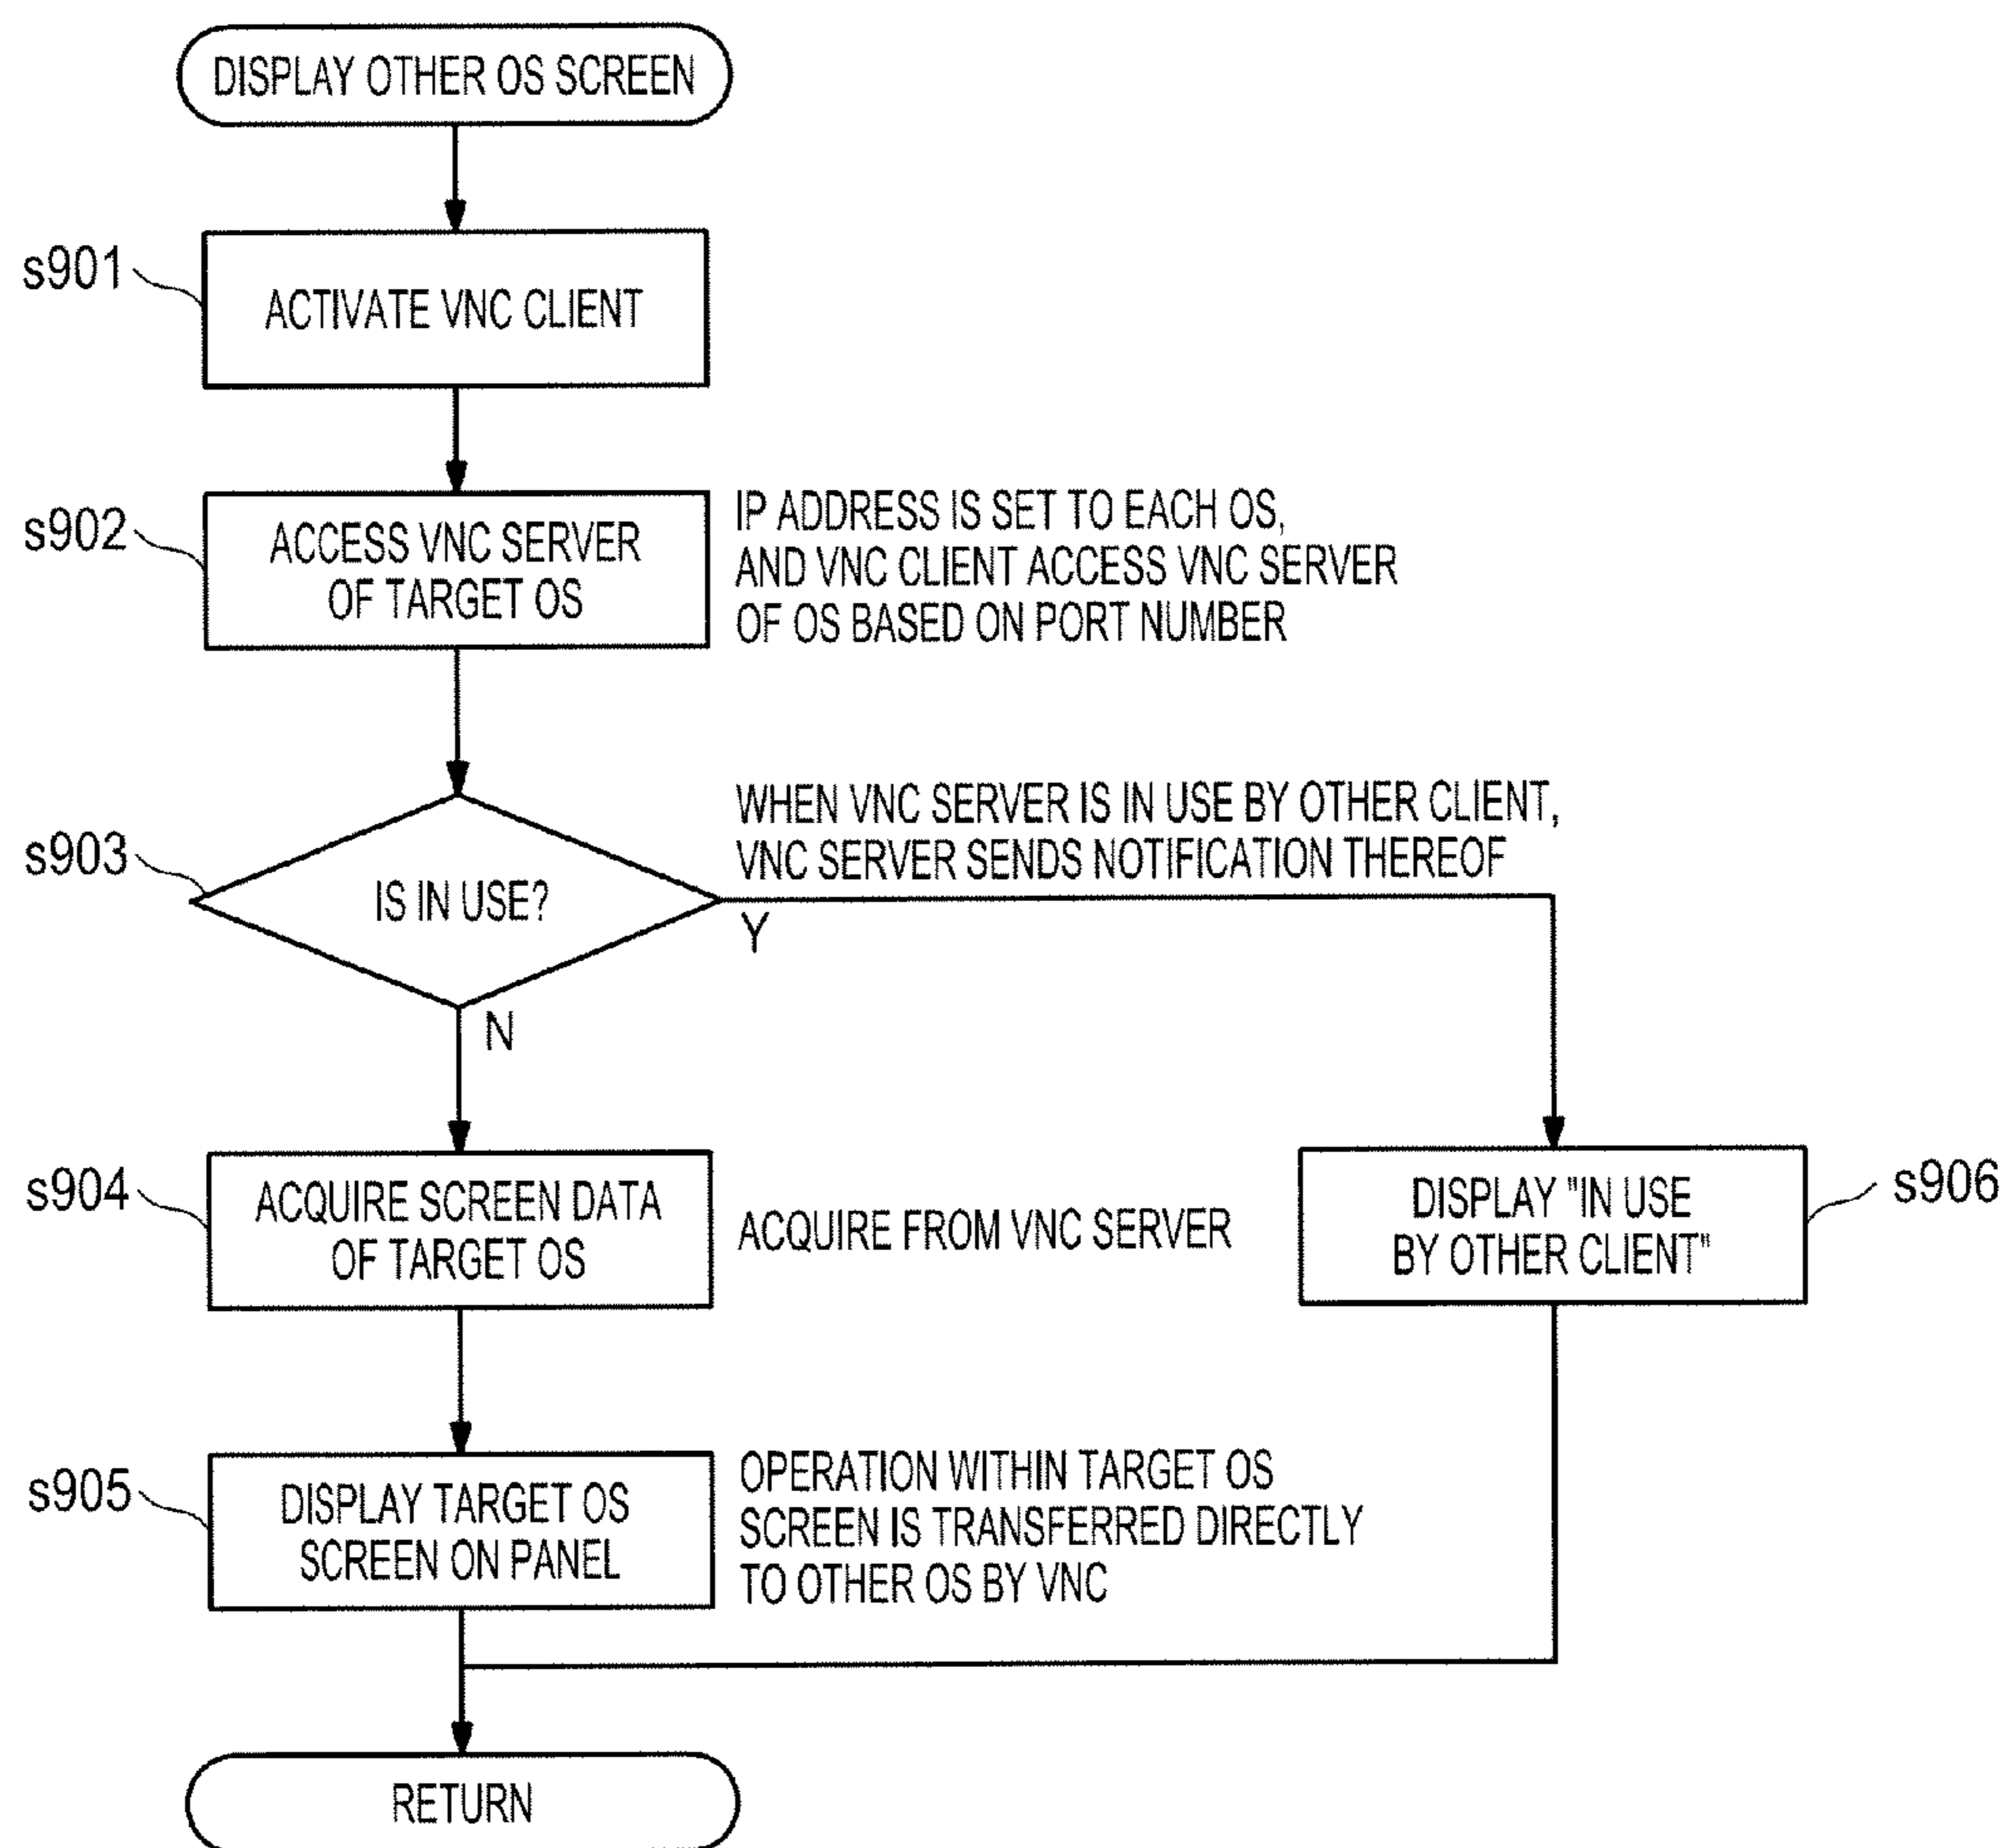 DISPLAY OTHER OS SCREEN
s901
ACTIVATE VNC CLIENT
s902
ACCESS VNC SERVER
OF TARGET OS
IP ADDRESS IS SET TO EACH OS,
AND VNC CLIENT ACCESS VNC SERVER
OF OS BASED ON PORT NUMBER
s903
IS IN USE?
WHEN VNC SERVER IS IN USE BY OTHER CLIENT,
VNC SERVER SENDS NOTIFICATION THEREOF
Y
N
s904
ACQUIRE SCREEN DATA
OF TARGET OS
ACQUIRE FROM VNC SERVER
DISPLAY "IN USE
BY OTHER CLIENT"
s906
s905
DISPLAY TARGET OS
SCREEN ON PANEL
OPERATION WITHIN TARGET OS
SCREEN IS TRANSFERRED DIRECTLY
TO OTHER OS BY VNC
RETURN